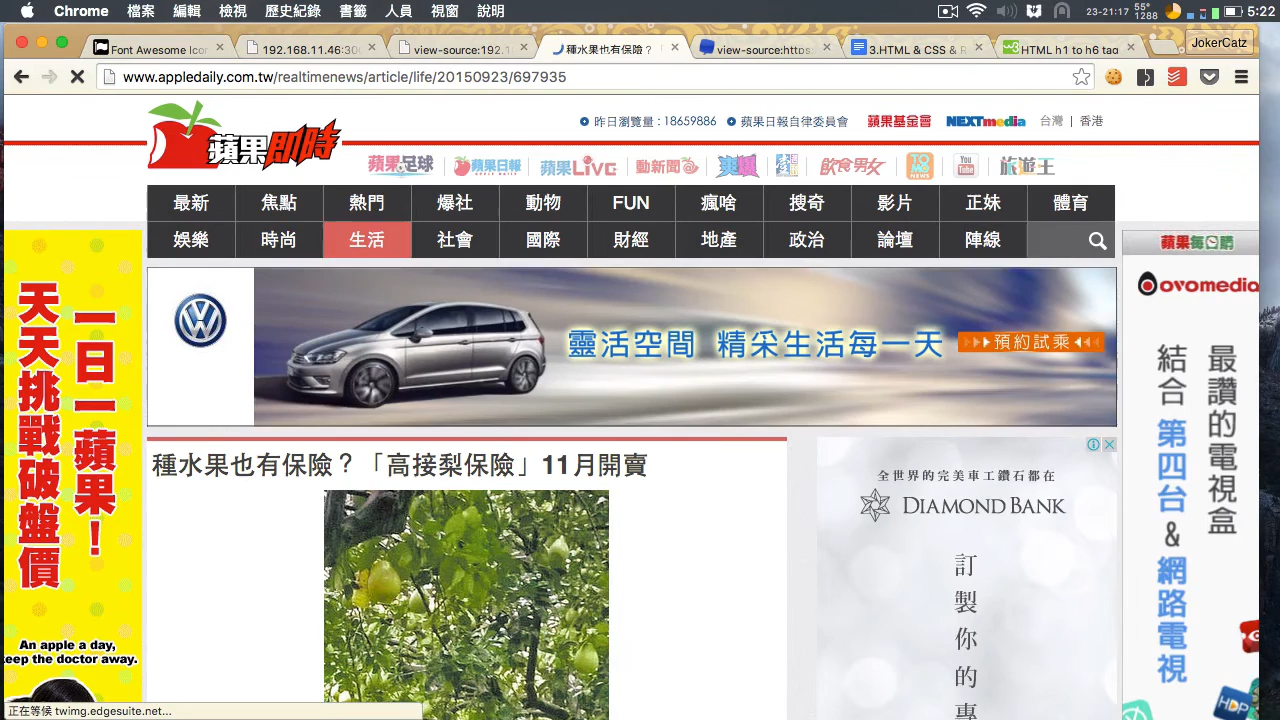 Chrome 檔案 編輯 檢視 歷史紀錄 書籤 人員 視窗 說明 55° 1288 5:22
Font Awesome Icon 192.168.11.46:300 view-source:192.1 種水果也有保險？ view-source:https 3.HTML & CSS & R HTML h1 to h6 tag JokerCatz
www.appledaily.com.tw/realtimenews/article/life/20150923/697935
蘋果即時
昨日瀏覽量：18659886 蘋果日報自律委員會 蘋果基金會 NEXTmedia 台灣 | 香港
蘋果足球 蘋果日報 蘋果LIVE 動新聞 爽爆 飲食男女 TOMO NEWS You Tube 旅遊王
最新 焦點 熱門 爆社 動物 FUN 瘋啥 搜奇 影片 正妹 體育
娛樂 時尚 生活 社會 國際 財經 地產 政治 論壇 陣線
靈活空間 精采生活每一天 預約試乘
種水果也有保險？「高接梨保險」11月開賣
一日一蘋果！
天天挑戰破盤價
An apple a day,
keep the doctor away.
全世界的完美車工鑽石都在
DIAMOND BANK
訂製你的專
蘋果每日購
ovomedia
最讚的電視盒
結合 第四台 & 網路電視
HDP
正在等候 twimg.edgesuite.net...